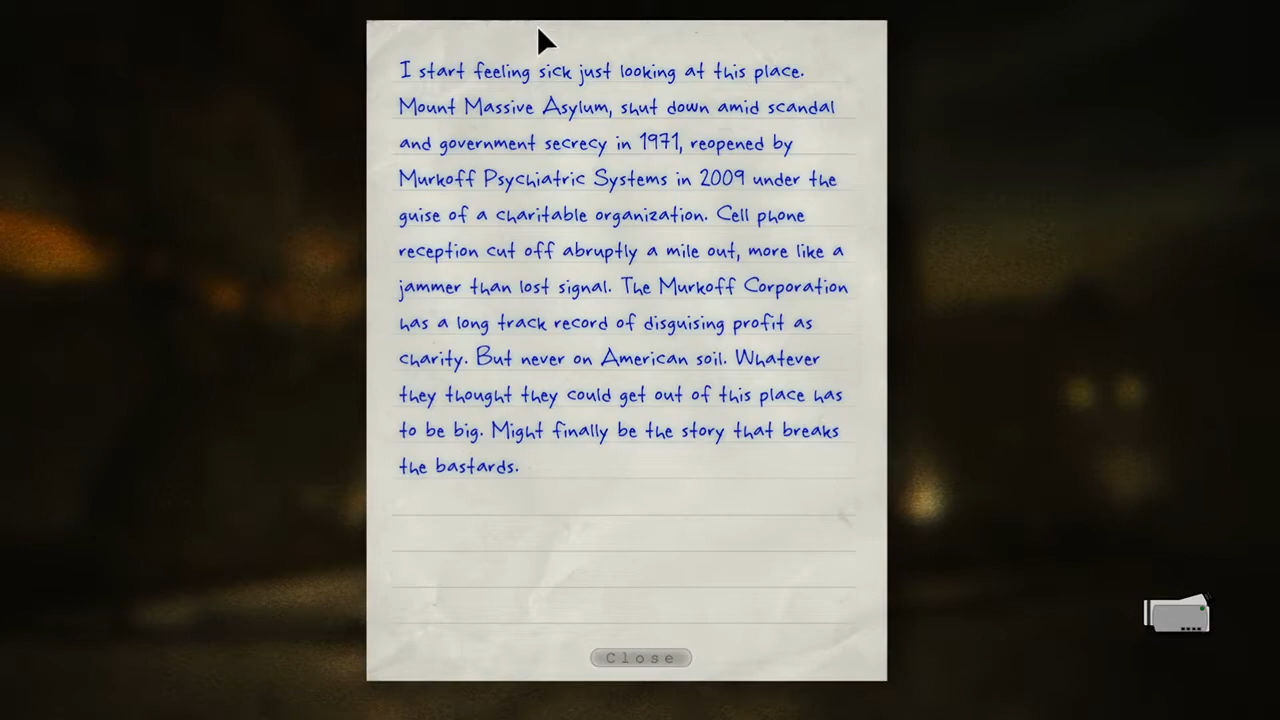 I start feeling sick just looking at this place.
Mount Massive Asylum, shut down amid scandal
and government secrecy in 1971, reopened by
Murkoff Psychiatric Systems in 2009 under the
guise of a charitable organization. Cell phone
reception cut off abruptly a mile out, more like a
jammer than lost signal. The Murkoff Corporation
has a long track record of disguising profit as
charity. But never on American soil. Whatever
they thought they could get out of this place has
to be big. Might finally be the story that breaks
the bastards.
Close